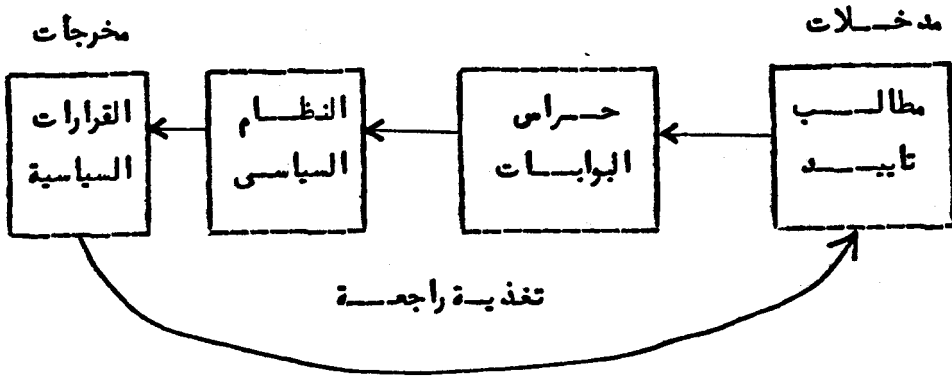 مدخلات
مخرجات
مطالب
تاييد
حراس
البوابات
النظام
السياسى
القرارات
السياسية
تغذية راجعة